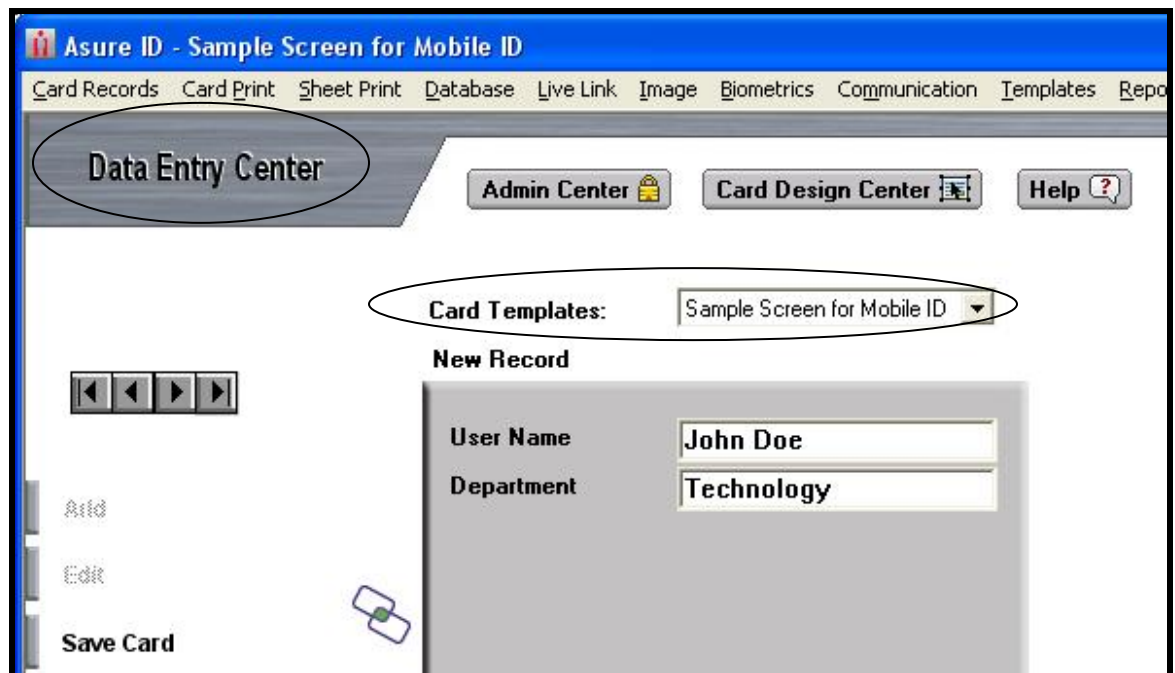 Asure ID - Sample Screen for Mobile ID
Card Records Card Print Sheet Print Database Live Link Image Biometrics Communication Templates Repo
Data Entry Center
Admin Center Card Design Center Help ?
Card Templates: Sample Screen for Mobile ID
New Record
User Name John Doe
Department Technology
Add
Edit
Save Card